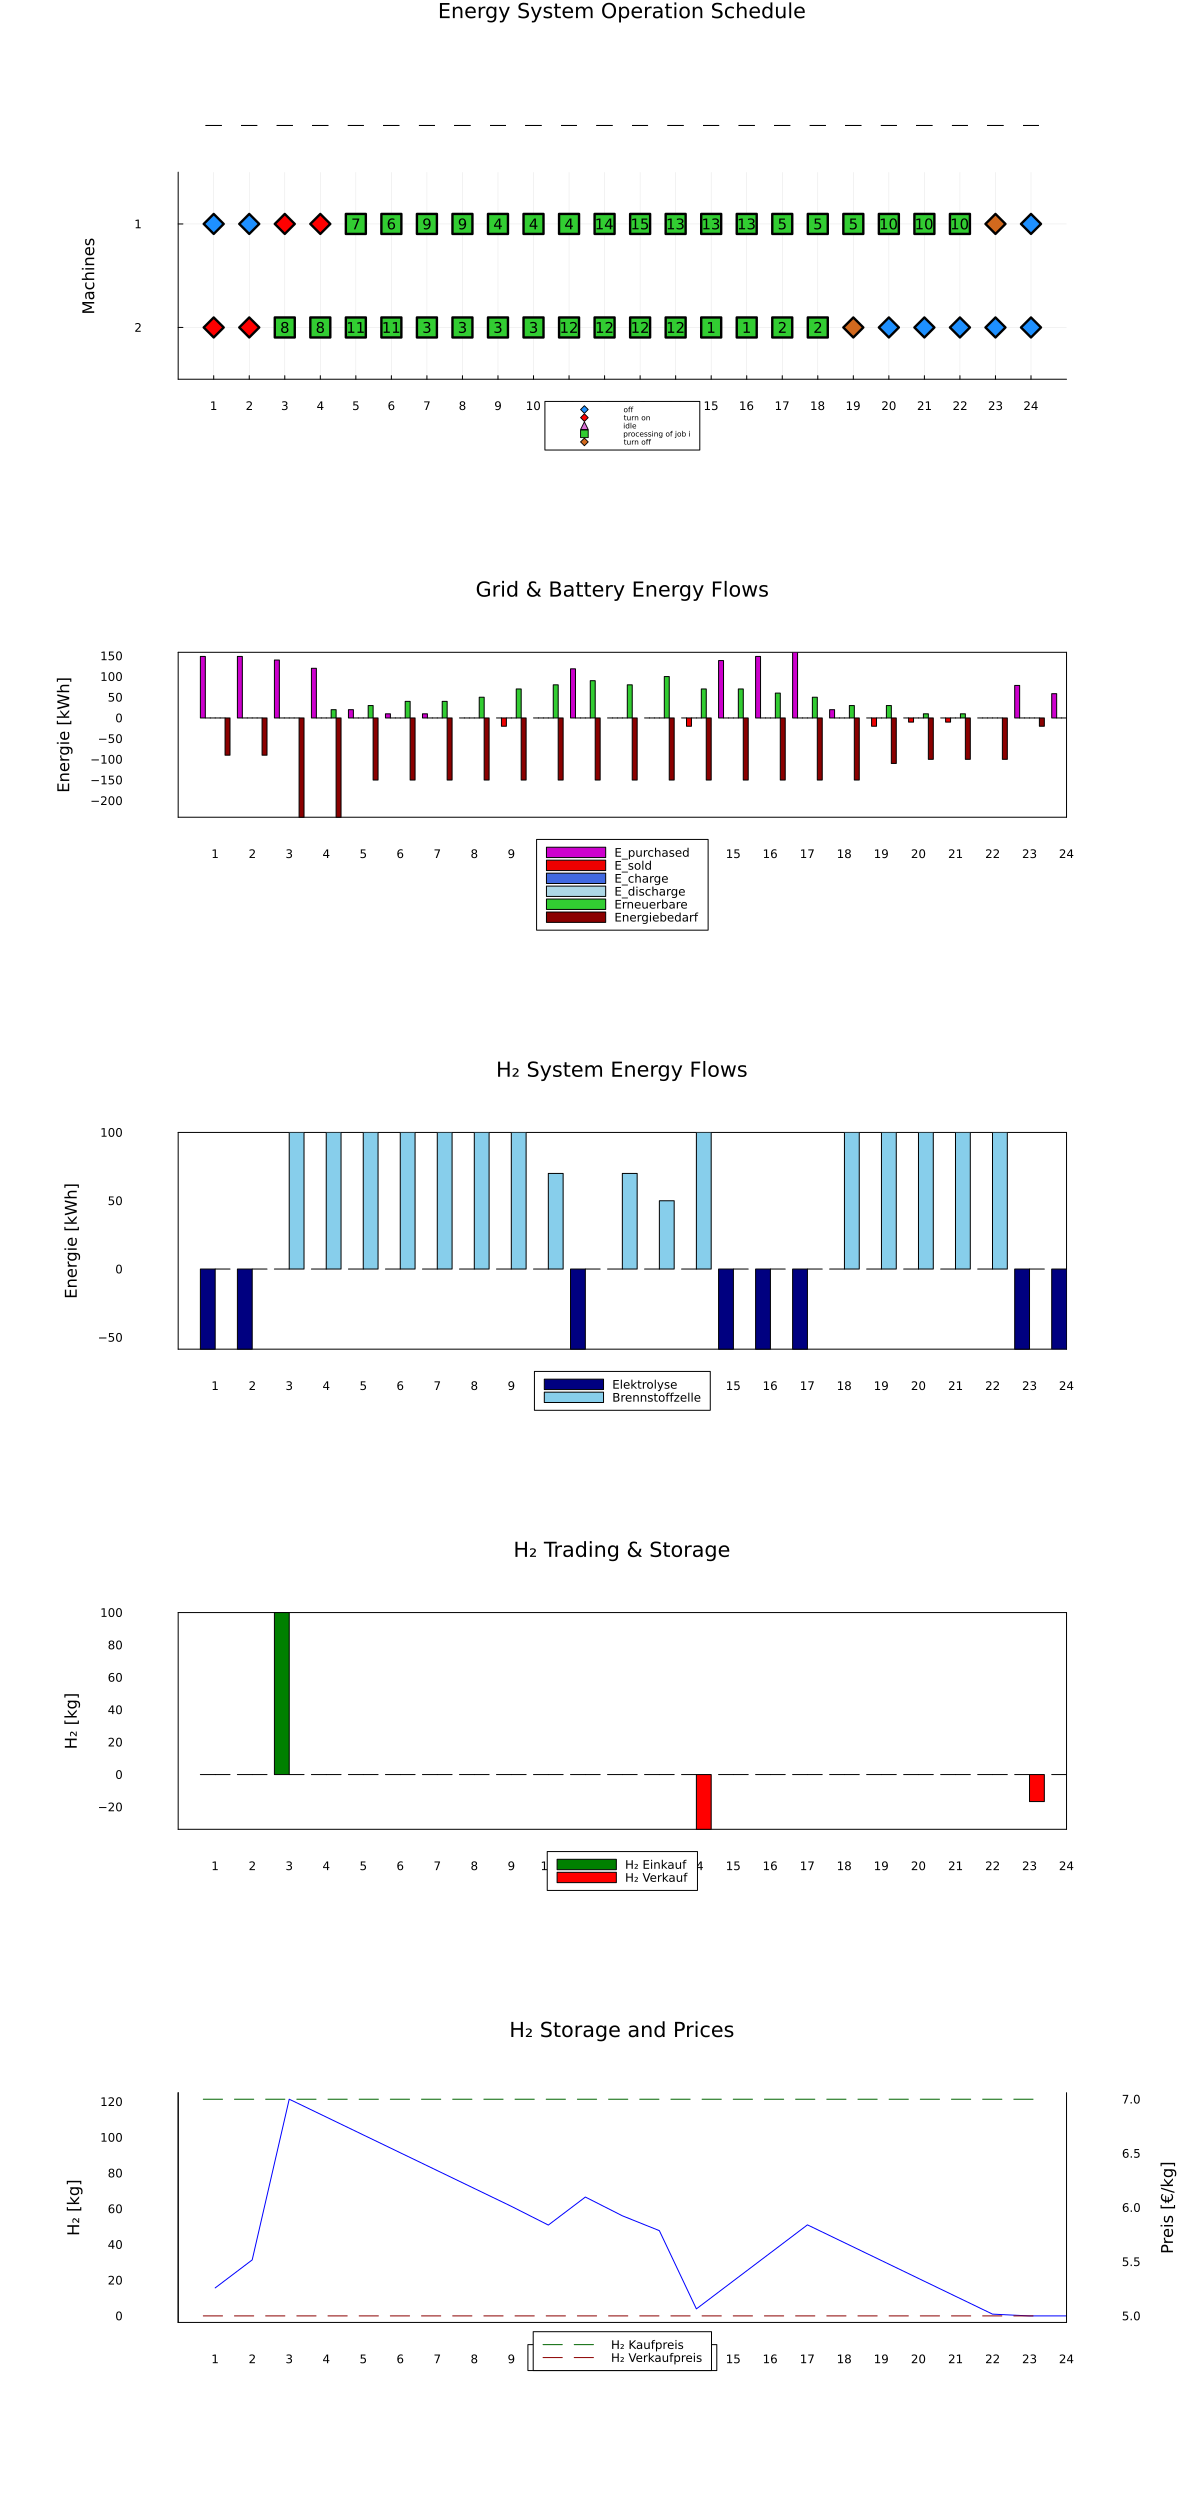 Energy System Operation Schedule
Machines
1
7 6 9 9 4 4 4 14 15 13 13 13 5 5 5 10 10 10
2
8 8 11 11 3 3 3 3 12 12 12 12 1 1 2 2
1 2 3 4 5 6 7 8 9 10 15 16 17 18 19 20 21 22 23 24
off
turn on
idle
processing of job i
turn off
Grid & Battery Energy Flows
Energie [kWh]
150
100
50
0
−50
−100
−150
−200
1 2 3 4 5 6 7 8 9 15 16 17 18 19 20 21 22 23 24
E_purchased
E_sold
E_charge
E_discharge
Erneuerbare
Energiebedarf
H₂ System Energy Flows
Energie [kWh]
100
50
0
−50
1 2 3 4 5 6 7 8 9 15 16 17 18 19 20 21 22 23 24
Elektrolyse
Brennstoffzelle
H₂ Trading & Storage
H₂ [kg]
100
80
60
40
20
0
−20
1 2 3 4 5 6 7 8 9 15 16 17 18 19 20 21 22 23 24
H₂ Einkauf
H₂ Verkauf
H₂ Storage and Prices
H₂ [kg]
120
100
80
60
40
20
0
7.0
6.5
6.0
5.5
5.0
Preis [€/kg]
1 2 3 4 5 6 7 8 9 15 16 17 18 19 20 21 22 23 24
H₂ Kaufpreis
H₂ Verkaufpreis